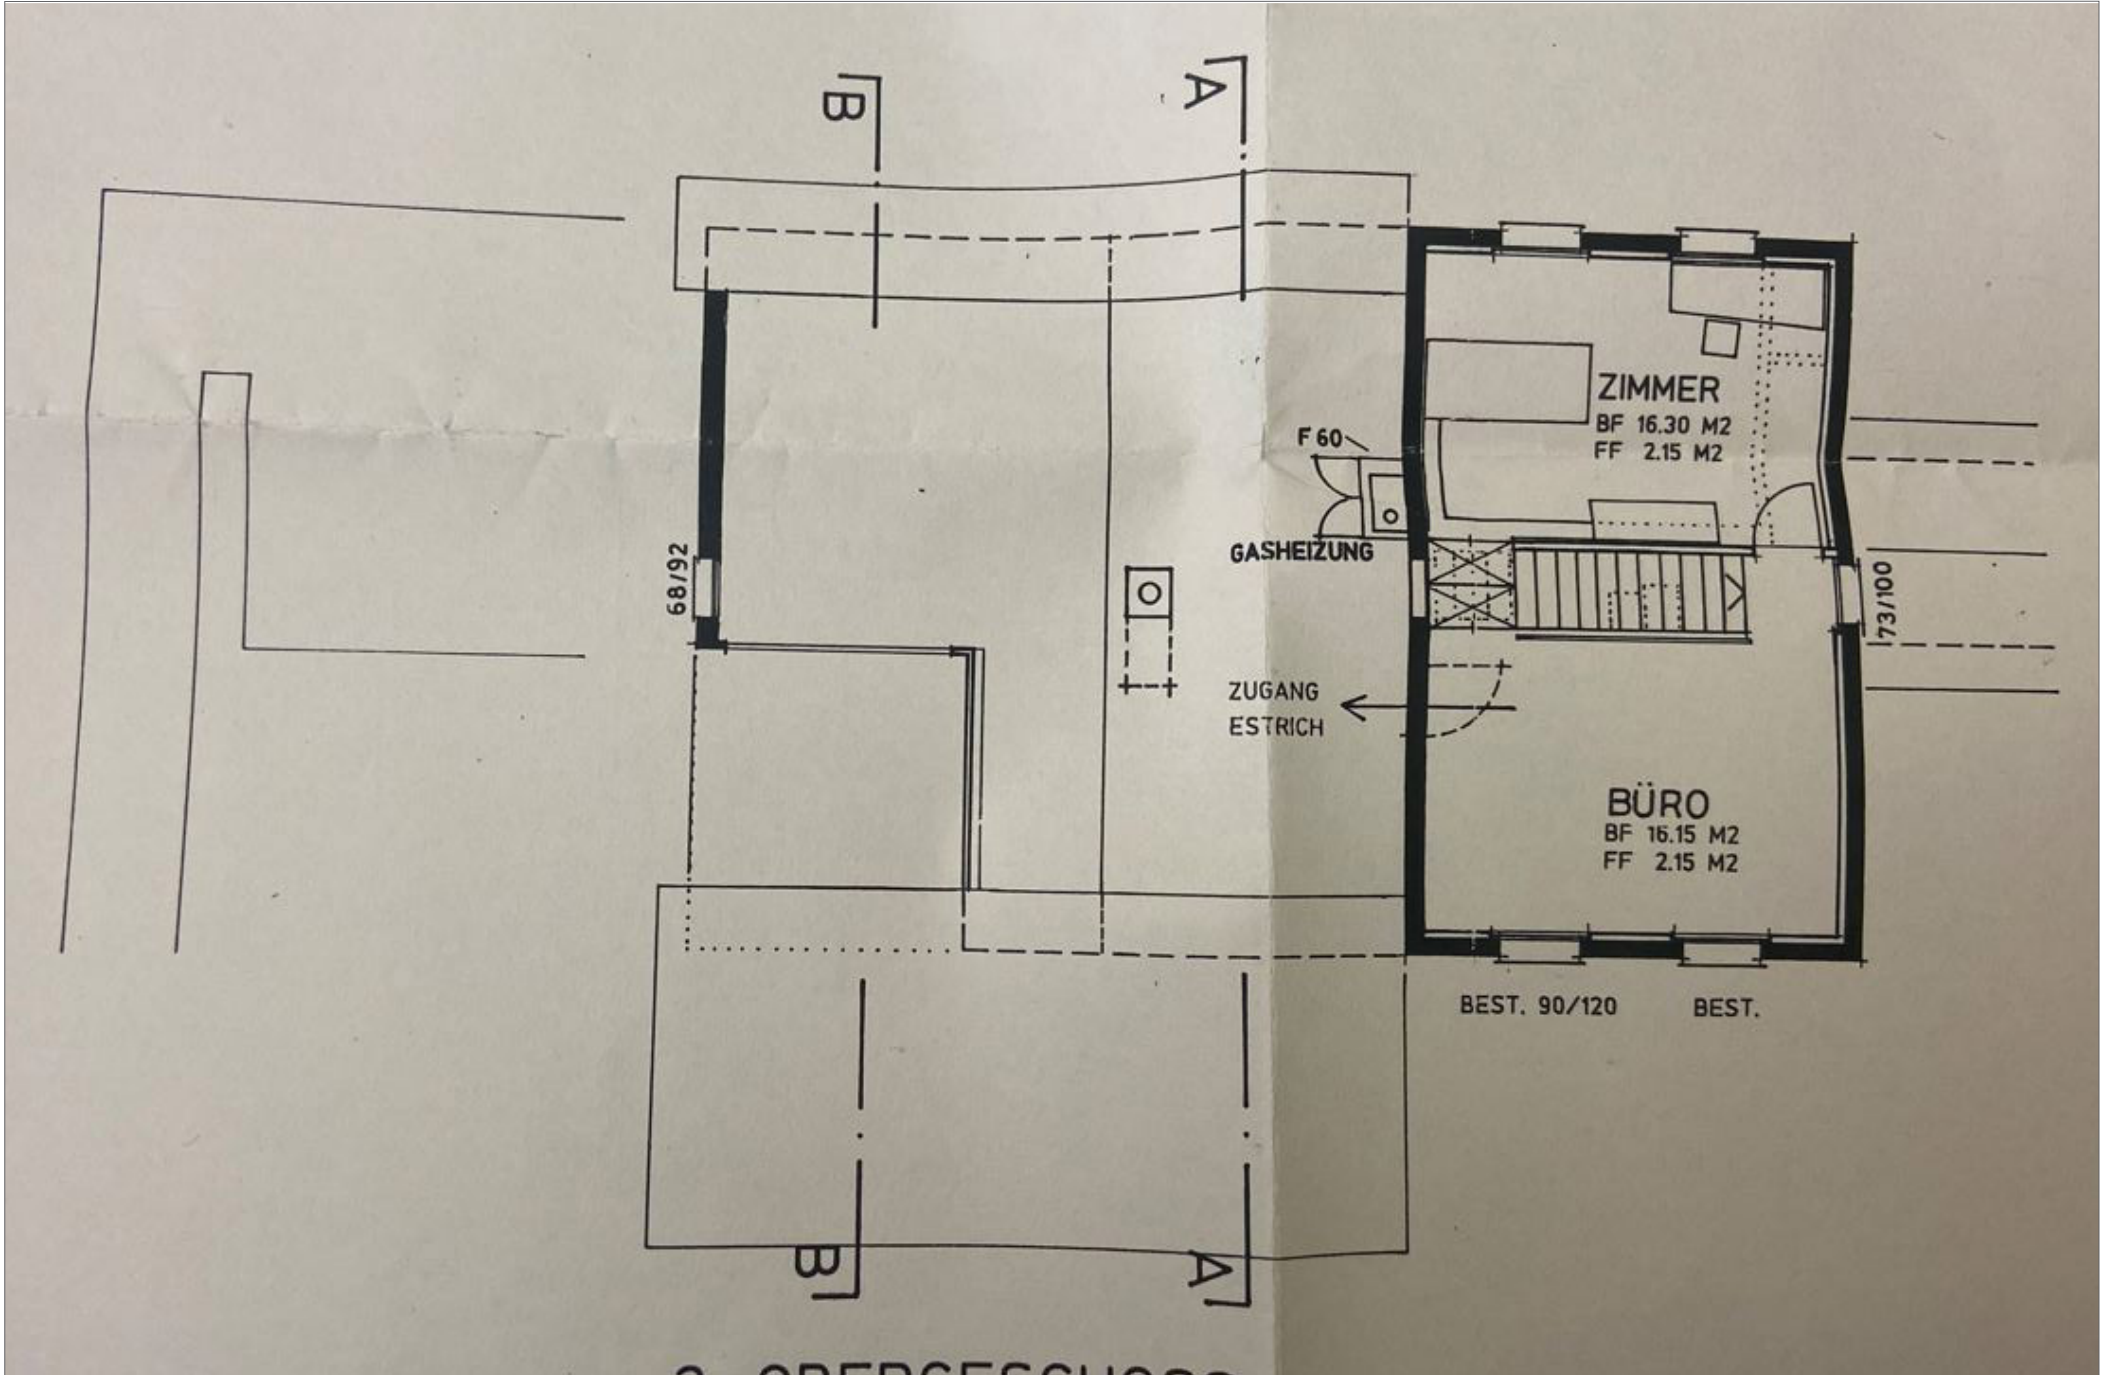 B
A
ZIMMER
BF 16.30 M2
FF 2.15 M2
F 60
GASHEIZUNG
68/92
73/100
ZUGANG
ESTRICH
BÜRO
BF 16.15 M2
FF 2.15 M2
BEST. 90/120
BEST.
B
A
OBERGESCHOSS